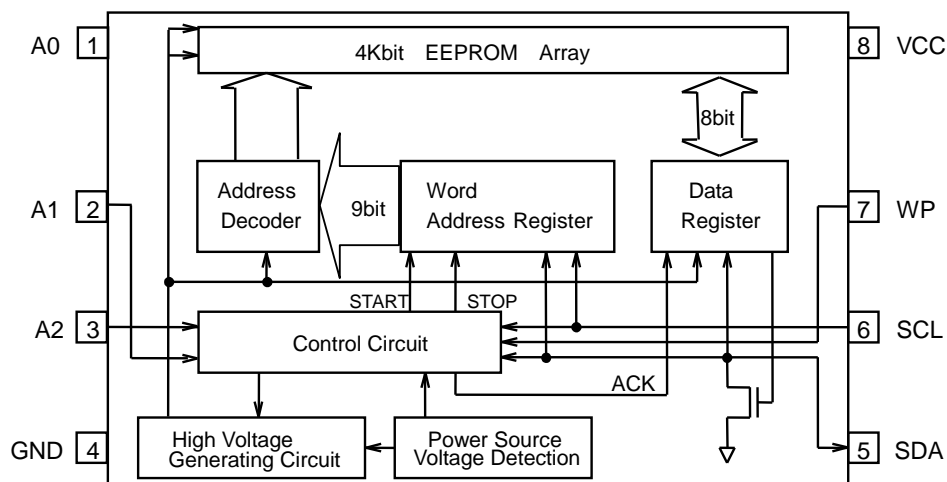 A0 1
4Kbit EEPROM Array
8 VCC
8bit
A1 2
Address
Decoder
9bit
Word
Address Register
Data
Register
7 WP
START
STOP
A2 3
Control Circuit
6 SCL
ACK
GND 4
High Voltage
Generating Circuit
Power Source
Voltage Detection
5 SDA